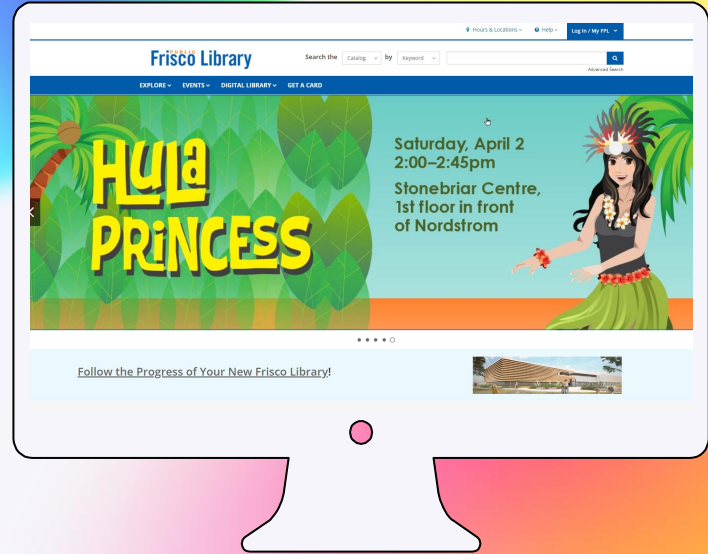 Hours & Locations
Help
Log In / My FPL
PUBLIC
Frisco Library
Search the
Catalog
by
Keyword
Advanced Search
EXPLORE
EVENTS
DIGITAL LIBRARY
GET A CARD
HULa
PRiNCESS
Saturday, April 2
2:00–2:45pm
Stonebriar Centre,
1st floor in front
of Nordstrom
Follow the Progress of Your New Frisco Library!